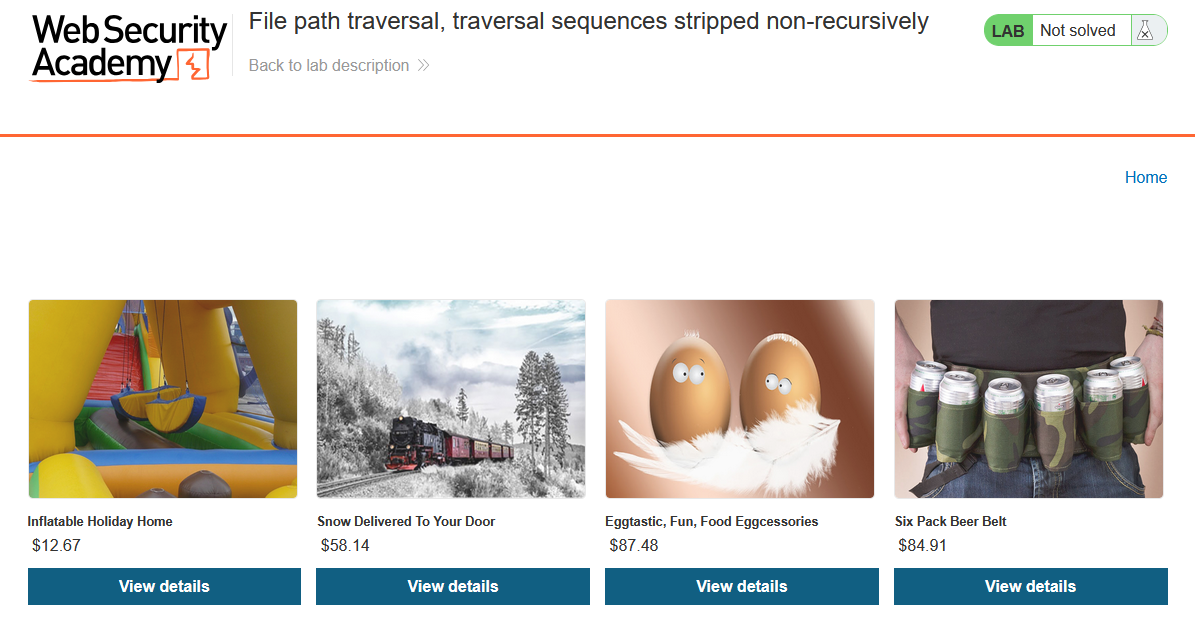 Web Security
Academy
File path traversal, traversal sequences stripped non-recursively
Back to lab description
LAB Not solved
Home
Inflatable Holiday Home
$12.67
View details
Snow Delivered To Your Door
$58.14
View details
Eggtastic, Fun, Food Eggcessories
$87.48
View details
Six Pack Beer Belt
$84.91
View details